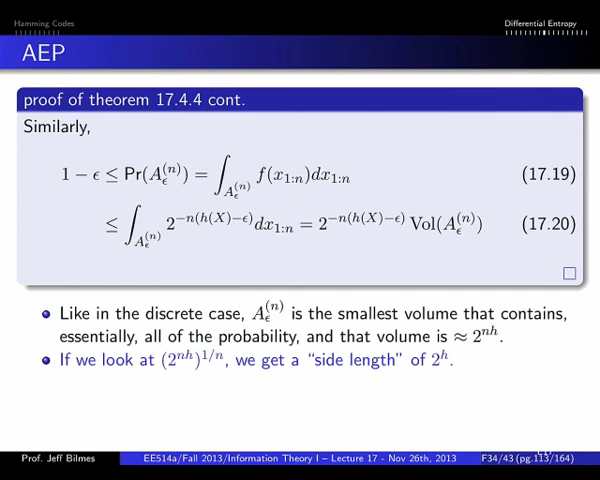 Hamming Codes Differential Entropy
AEP
proof of theorem 17.4.4 cont.
Similarly,
1 − ϵ ≤ Pr(A_ϵ^{(n)}) = ∫_{A_ϵ^{(n)}} f(x_{1:n})dx_{1:n} (17.19)
≤ ∫_{A_ϵ^{(n)}} 2^{−n(h(X)−ϵ)}dx_{1:n} = 2^{−n(h(X)−ϵ)} Vol(A_ϵ^{(n)}) (17.20)
Like in the discrete case, A_ϵ^{(n)} is the smallest volume that contains,
essentially, all of the probability, and that volume is ≈ 2^{nh}.
If we look at (2^{nh})^{1/n}, we get a “side length” of 2^h.
Prof. Jeff Bilmes EE514a/Fall 2013/Information Theory I – Lecture 17 - Nov 26th, 2013 F34/43 (pg.113/164)